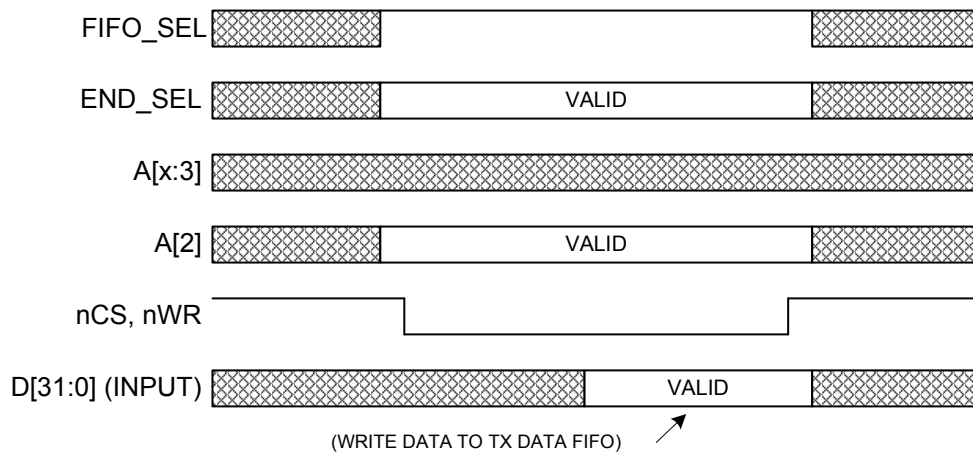 FIFO_SEL
END_SEL VALID
A[x:3]
A[2] VALID
nCS, nWR
D[31:0] (INPUT) VALID
(WRITE DATA TO TX DATA FIFO)